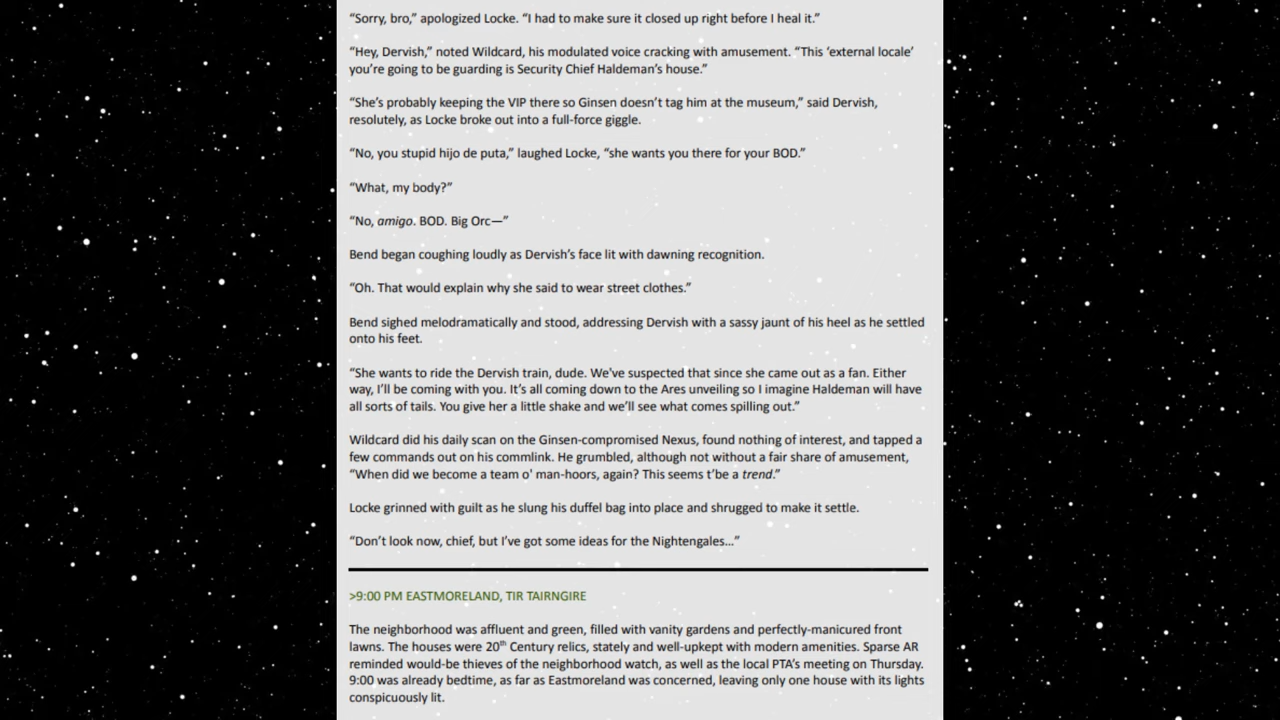 “Sorry, bro,” apologized Locke. “I had to make sure it closed up right before I heal it.”
“Hey, Dervish,” noted Wildcard, his modulated voice cracking with amusement. “This ‘external locale’
you’re going to be guarding is Security Chief Haldeman’s house.”
“She’s probably keeping the VIP there so Ginsen doesn’t tag him at the museum,” said Dervish,
resolutely, as Locke broke out into a full-force giggle.
“No, you stupid hijo de puta,” laughed Locke, “she wants you there for your BOD.”
“What, my body?”
“No, amigo. BOD. Big Orc—”
Bend began coughing loudly as Dervish’s face lit with dawning recognition.
“Oh. That would explain why she said to wear street clothes.”
Bend sighed melodramatically and stood, addressing Dervish with a sassy jaunt of his heel as he settled
onto his feet.
“She wants to ride the Dervish train, dude. We’ve suspected that since she came out as a fan. Either
way, I’ll be coming with you. It’s all coming down to the Ares unveiling so I imagine Haldeman will have
all sorts of tails. You give her a little shake and we’ll see what comes spilling out.”
Wildcard did his daily scan on the Ginsen-compromised Nexus, found nothing of interest, and tapped a
few commands out on his commlink. He grumbled, although not without a fair share of amusement,
“When did we become a team o' man-hoors, again? This seems t’be a trend.”
Locke grinned with guilt as he slung his duffel bag into place and shrugged to make it settle.
“Don’t look now, chief, but I’ve got some ideas for the Nightengales…”
>9:00 PM EASTMORELAND, TIR TAIRNGIRE
The neighborhood was affluent and green, filled with vanity gardens and perfectly-manicured front
lawns. The houses were 20th Century relics, stately and well-upkept with modern amenities. Sparse AR
reminded would-be thieves of the neighborhood watch, as well as the local PTA’s meeting on Thursday.
9:00 was already bedtime, as far as Eastmoreland was concerned, leaving only one house with its lights
conspicuously lit.